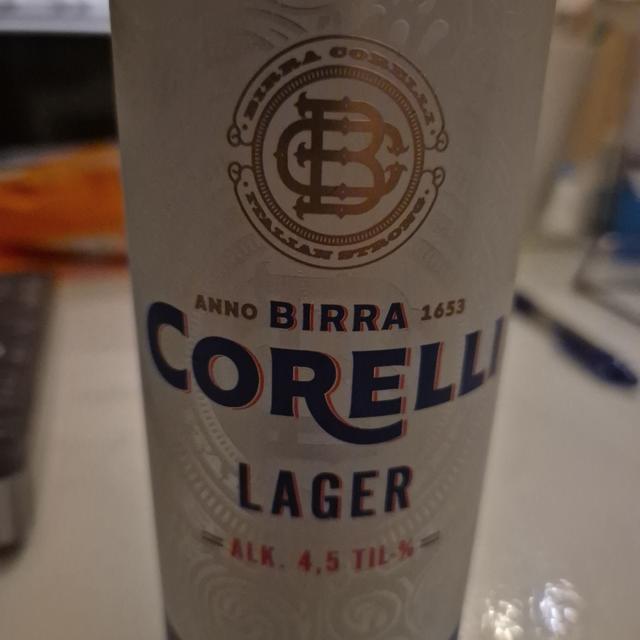 BIRRA CORELLI
BC
ITALIAN STRONG
ANNO BIRRA 1653
CORELLI
LAGER
ALK. 4,5 TIL-%